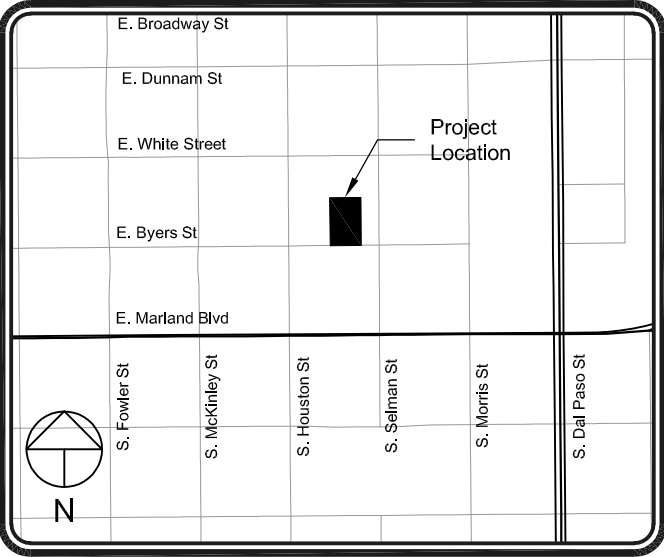 E. Broadway St
E. Dunnam St
Project
Location
E. White Street
E. Byers St
E. Marland Blvd
S. Fowler St
S. McKinley St
S. Houston St
S. Selman St
S. Morris St
S. Dal Paso St
N